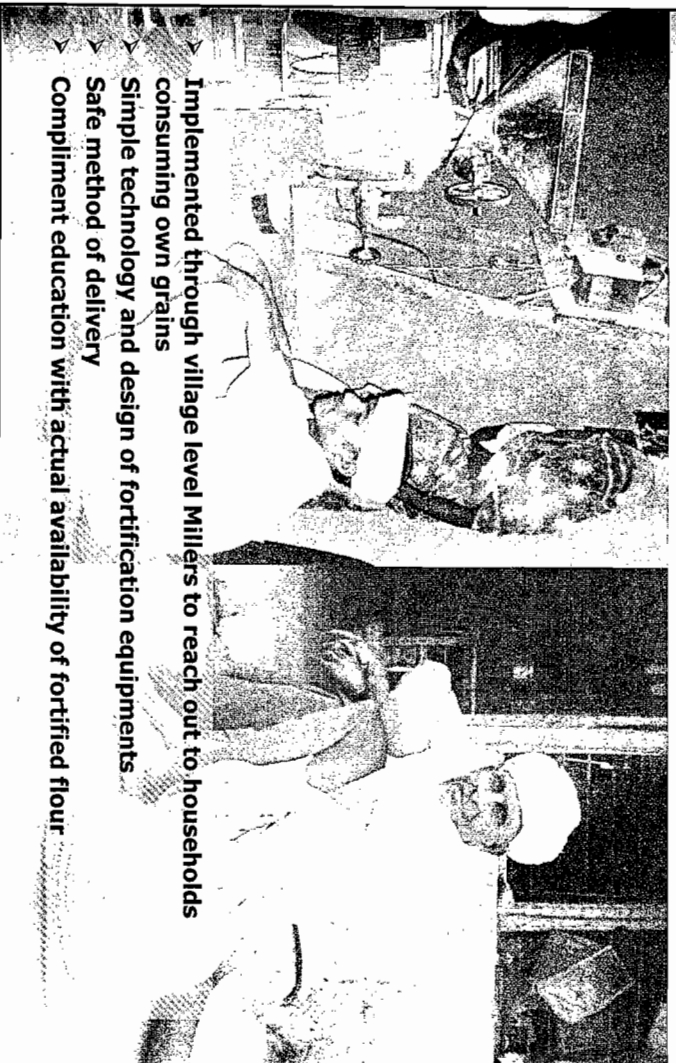 ➤ Implemented through village level Millers to reach out to households
consuming own grains
➤ Simple technology and design of fortification equipments
➤ Safe method of delivery
➤ Compliment education with actual availability of fortified flour